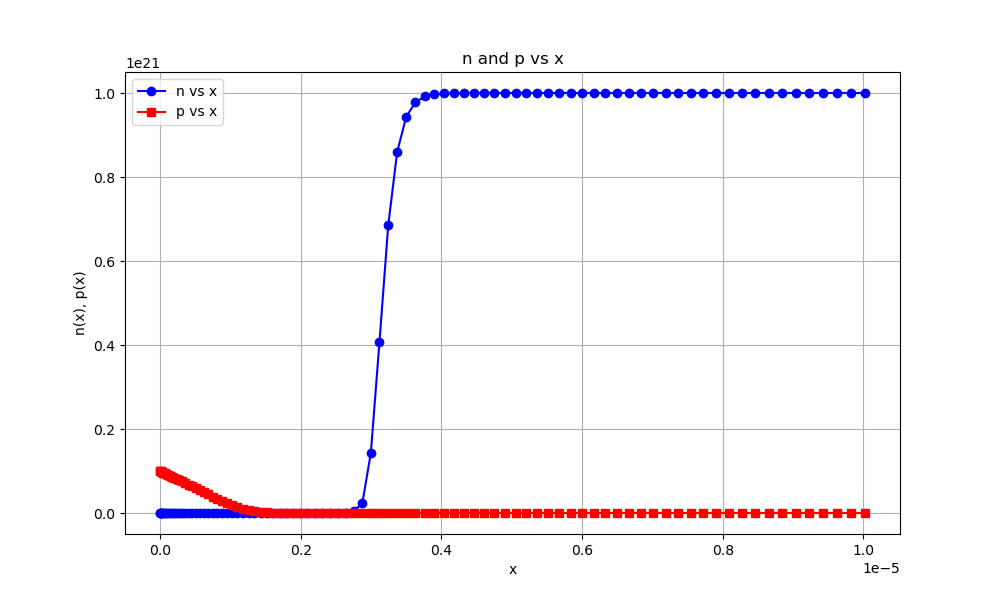 n and p vs x
1e21
n vs x
p vs x
1.0
0.8
0.6
0.4
0.2
0.0
n(x), p(x)
0.0 0.2 0.4 0.6 0.8 1.0
1e−5
x